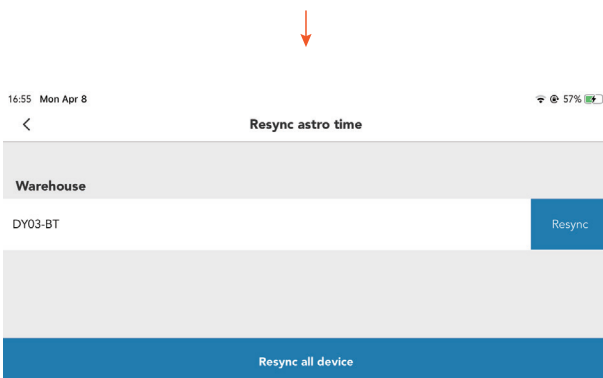 16:55 Mon Apr 8
57%
Resync astro time
Warehouse
DY03-BT
Resync
Resync all device